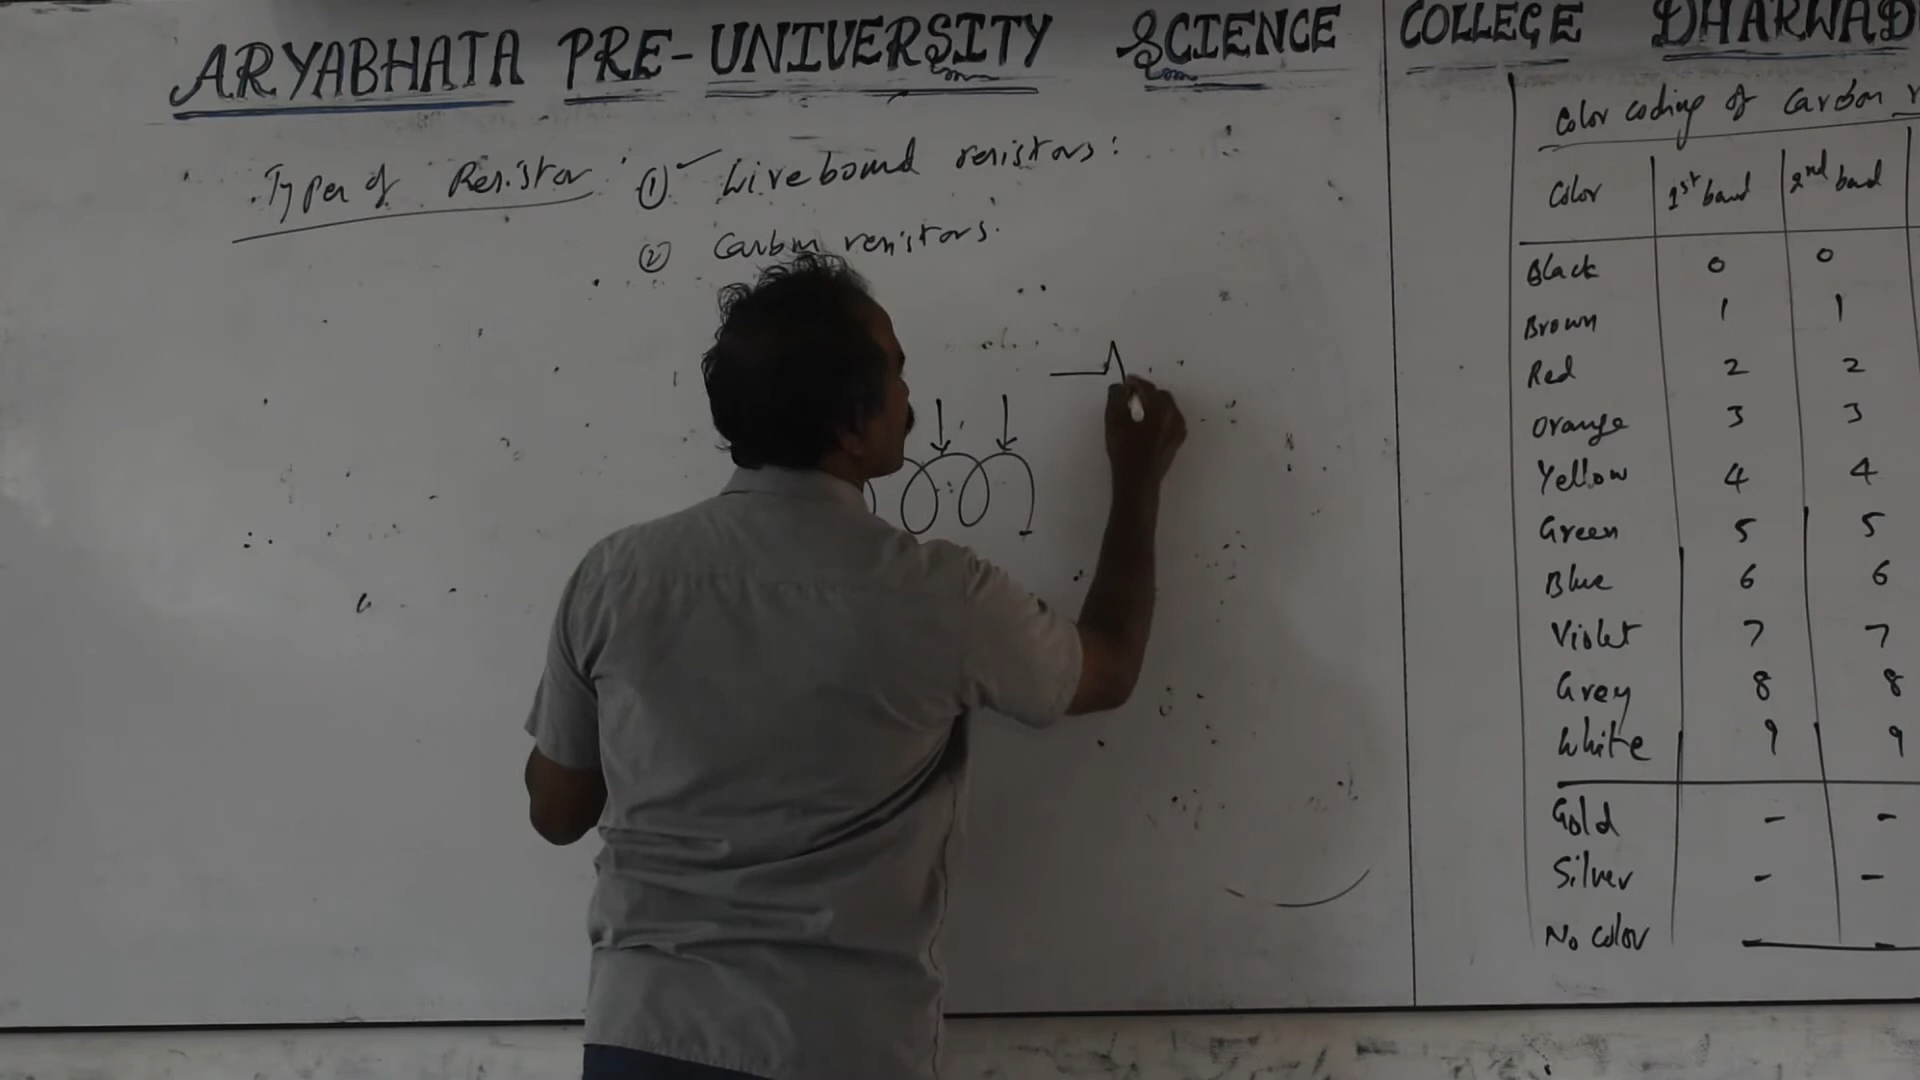 ARYABHATA PRE-UNIVERSITY SCIENCE COLLEGE DHARWAD
Types of Resistor: ① Wirebound resistors:
② Carbon resistors.
Color coding of Carbon r
Color 1st band 2nd band
Black 0 0
Brown 1 1
Red 2 2
Orange 3 3
Yellow 4 4
Green 5 5
Blue 6 6
Violet 7 7
Grey 8 8
White 9 9
Gold - -
Silver - -
No color - -